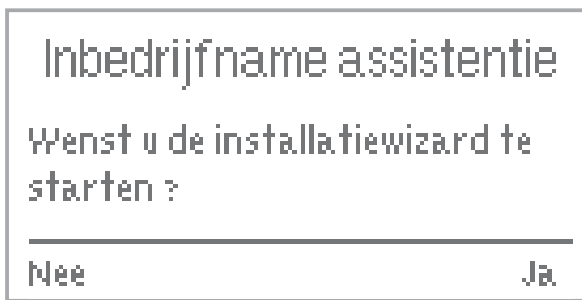 Inbedrijfname assistentie
Wenst u de installatiewizard te
starten ?
Nee Ja